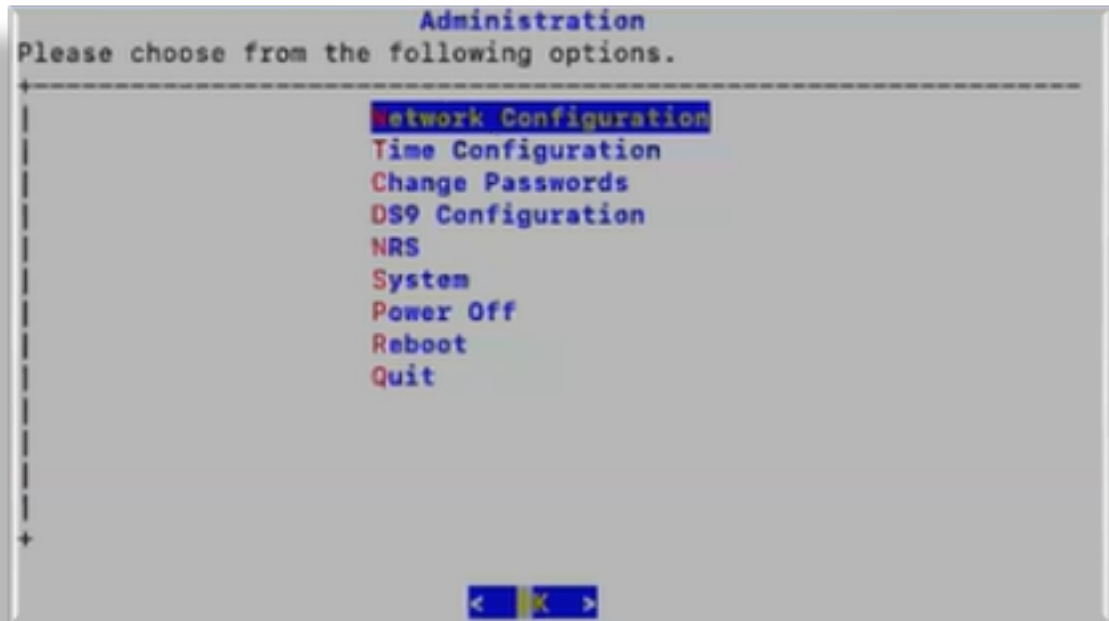 Administration
Please choose from the following options.
Network Configuration
Time Configuration
Change Passwords
DS9 Configuration
NRS
System
Power Off
Reboot
Quit
< OK >